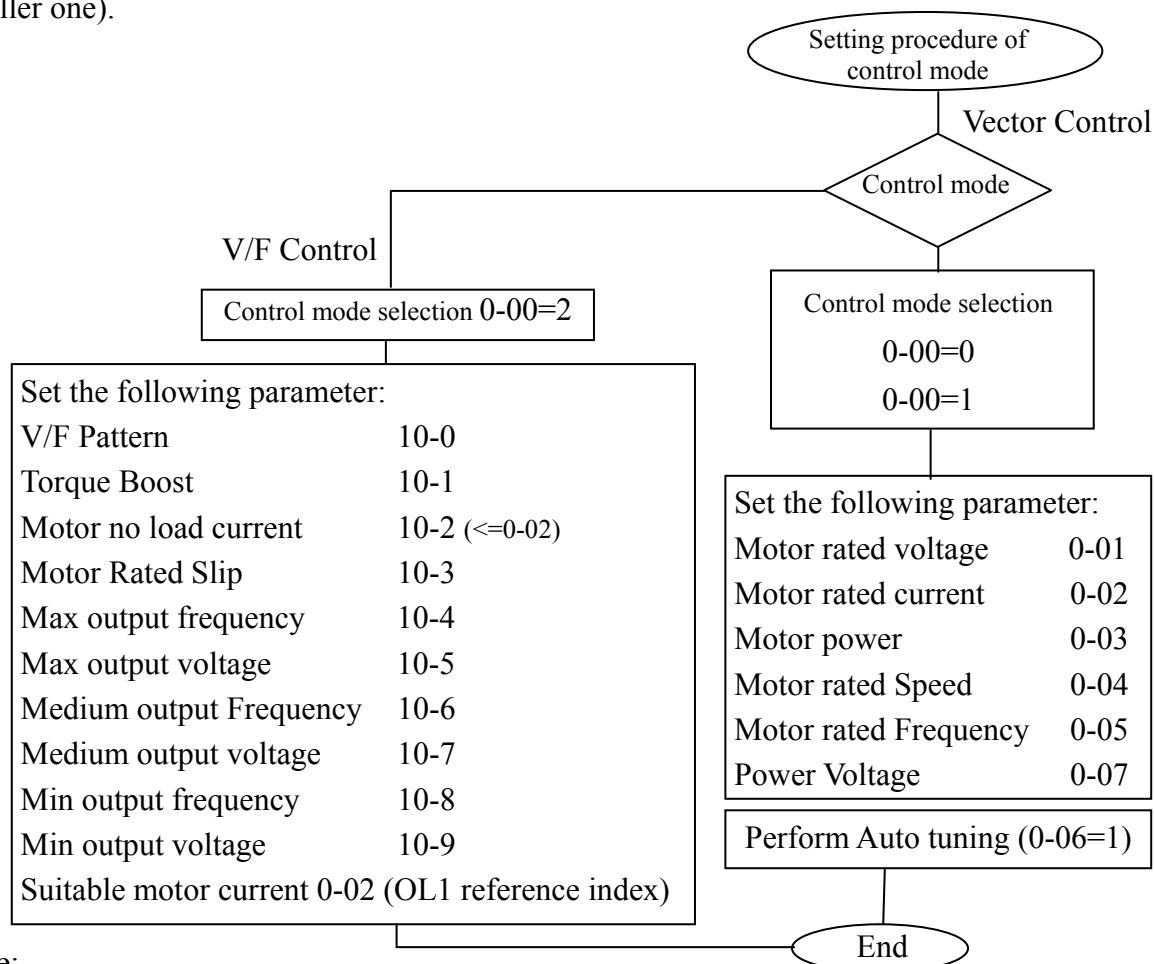 ller one).
Setting procedure of
control mode
Vector Control
Control mode
V/F Control
Control mode selection 0-00=2
Control mode selection
0-00=0
0-00=1
Set the following parameter:
V/F Pattern 10-0
Torque Boost 10-1
Motor no load current 10-2 (<=0-02)
Motor Rated Slip 10-3
Max output frequency 10-4
Max output voltage 10-5
Medium output Frequency 10-6
Medium output voltage 10-7
Min output frequency 10-8
Min output voltage 10-9
Suitable motor current 0-02 (OL1 reference index)
Set the following parameter:
Motor rated voltage 0-01
Motor rated current 0-02
Motor power 0-03
Motor rated Speed 0-04
Motor rated Frequency 0-05
Power Voltage 0-07
Perform Auto tuning (0-06=1)
End